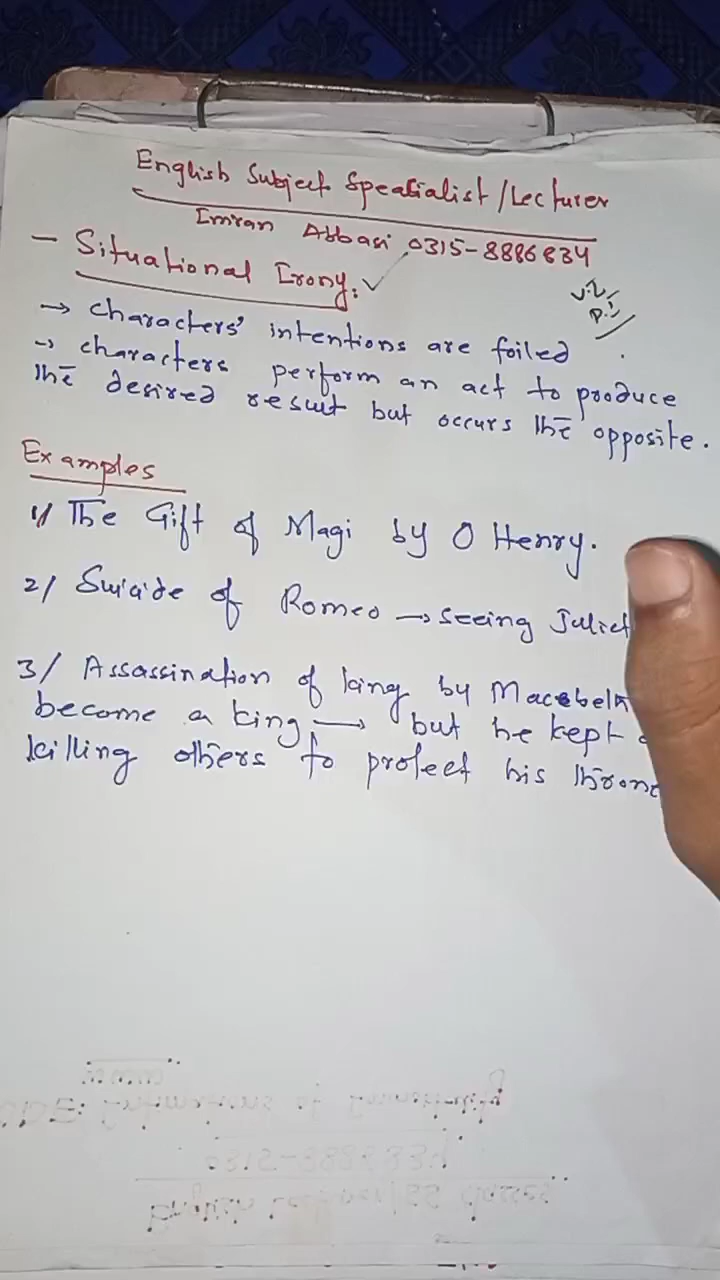 English Subject Specialist/Lecturer
Imran Abbasi 0315-8886834
- Situational Irony:
V.I
P.I
→ characters' intentions are foiled
→ characters perform an act to produce
the desired result but occurs the opposite.
Examples
1/ The Gift of Magi by O Henry.
2/ Suicide of Romeo → seeing Juliet
3/ Assassination of king by Macebeth
become a king → but he kept
killing others to protect his throne